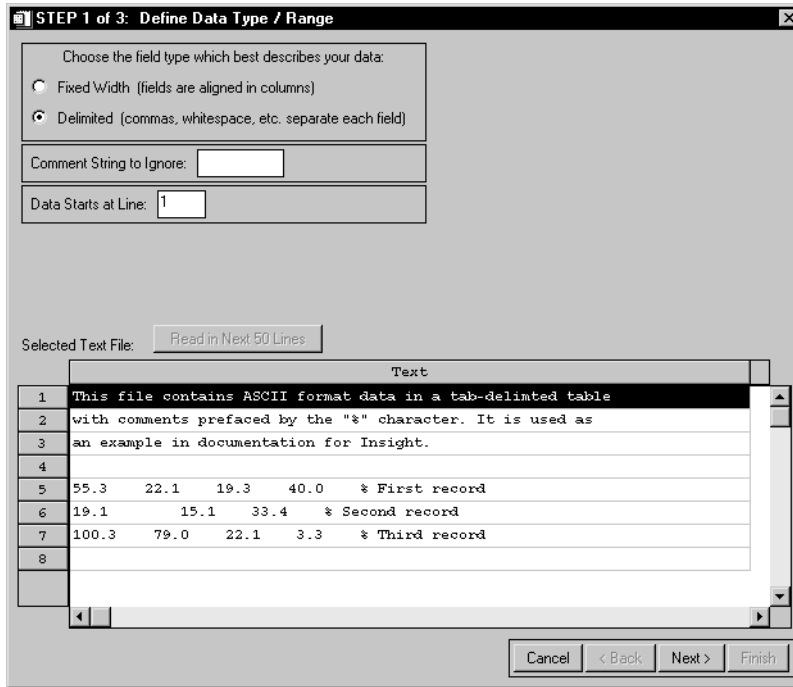 STEP 1 of 3: Define Data Type / Range
Choose the field type which best describes your data:
Fixed Width (fields are aligned in columns)
Delimited (commas, whitespace, etc. separate each field)
Comment String to Ignore:
Data Starts at Line: 1
Selected Text File: Read in Next 50 Lines
Text
1 This file contains ASCII format data in a tab-delimted table
2 with comments prefaced by the "%" character. It is used as
3 an example in documentation for Insight.
4
5 55.3 22.1 19.3 40.0 % First record
6 19.1 15.1 33.4 % Second record
7 100.3 79.0 22.1 3.3 % Third record
8
Cancel < Back Next > Finish